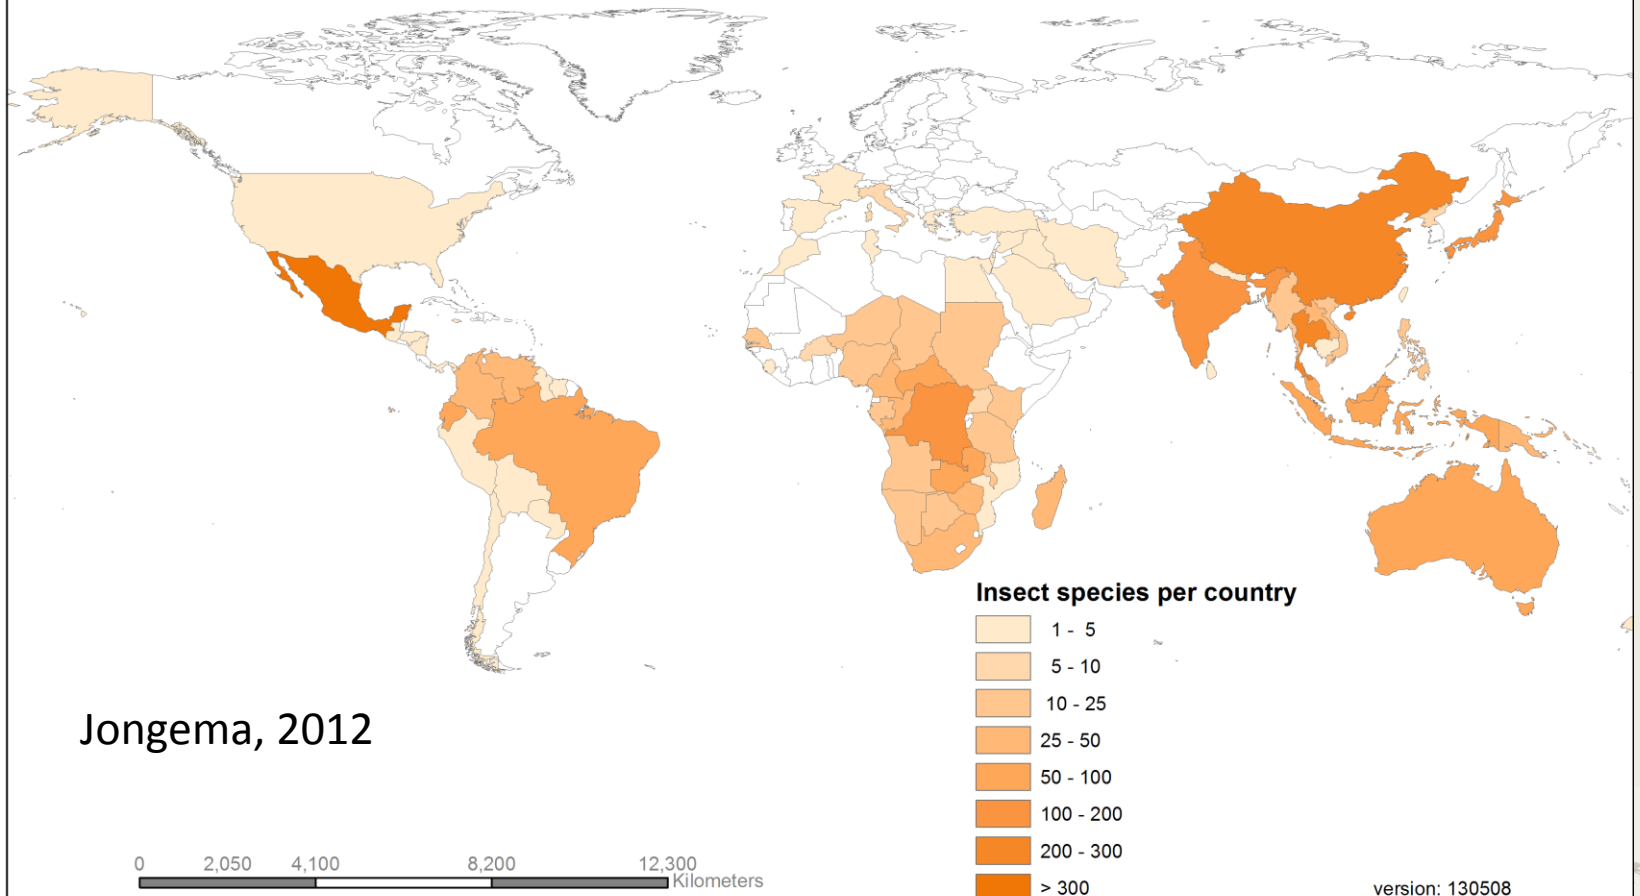 Insect species per country
1 - 5
5 - 10
10 - 25
25 - 50
50 - 100
100 - 200
200 - 300
> 300
Jongema, 2012
0 2,050 4,100 8,200 12,300
Kilometers
version: 130508